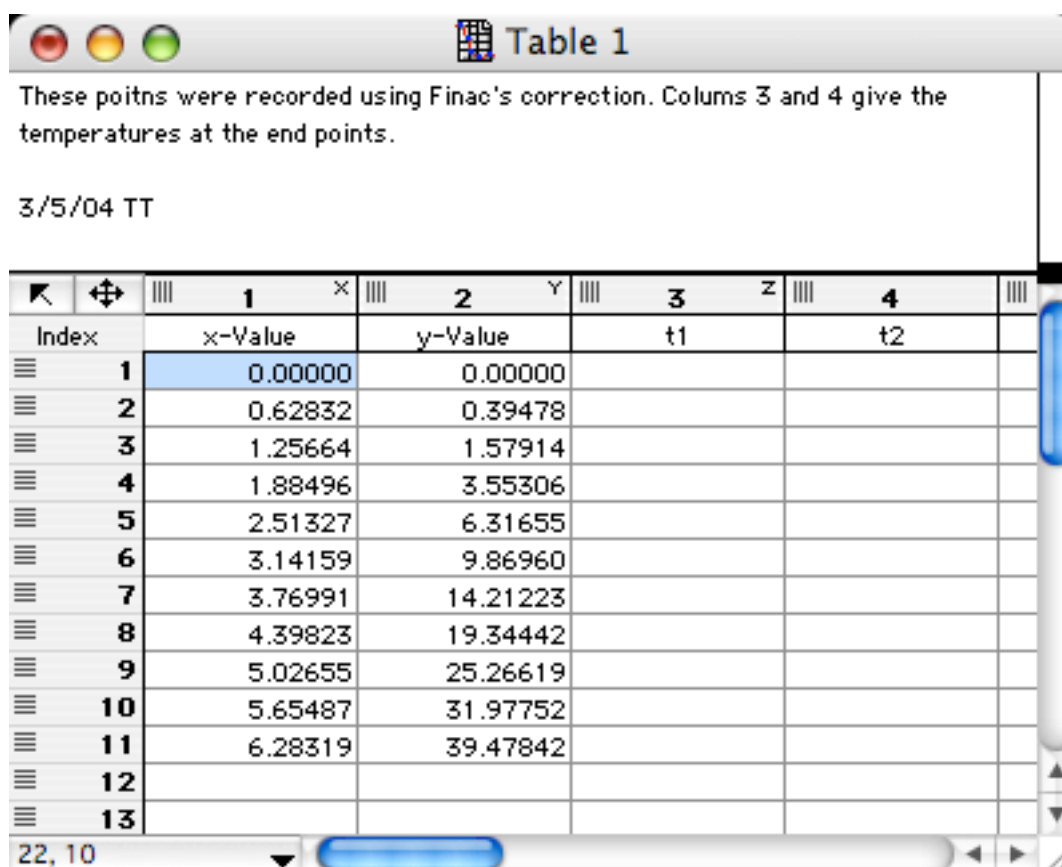 Table 1
These poitns were recorded using Finac's correction. Colums 3 and 4 give the
temperatures at the end points.
3/5/04 TT
1 X 2 Y 3 Z 4
Index x-Value y-Value t1 t2
1 0.00000 0.00000
2 0.62832 0.39478
3 1.25664 1.57914
4 1.88496 3.55306
5 2.51327 6.31655
6 3.14159 9.86960
7 3.76991 14.21223
8 4.39823 19.34442
9 5.02655 25.26619
10 5.65487 31.97752
11 6.28319 39.47842
12
13
22, 10